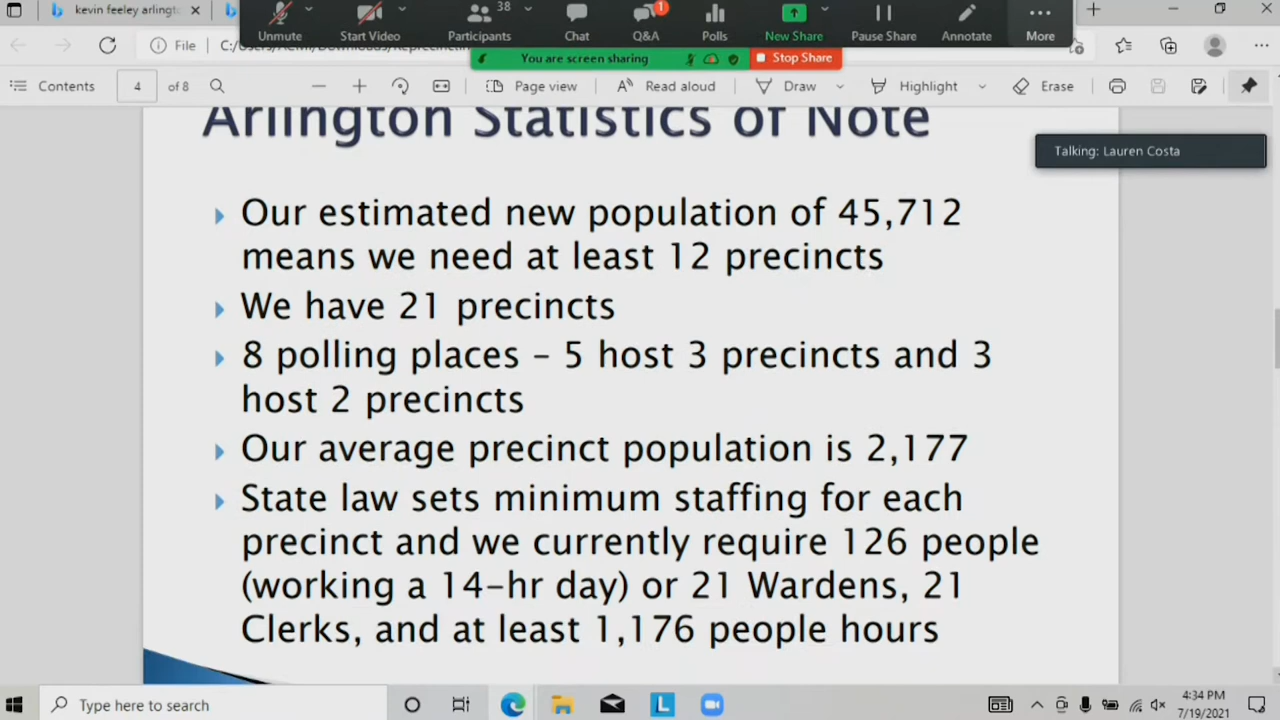 kevin feeley arlingt
38
1
Unmute
Start Video
Participants
Chat
Q&A
Polls
New Share
Pause Share
Annotate
More
File
You are screen sharing
Stop Share
Contents
4
of 8
Page view
Read aloud
Draw
Highlight
Erase
Arlington Statistics of Note
Talking: Lauren Costa
Our estimated new population of 45,712
means we need at least 12 precincts
We have 21 precincts
8 polling places – 5 host 3 precincts and 3
host 2 precincts
Our average precinct population is 2,177
State law sets minimum staffing for each
precinct and we currently require 126 people
(working a 14-hr day) or 21 Wardens, 21
Clerks, and at least 1,176 people hours
Type here to search
4:34 PM
7/19/2021